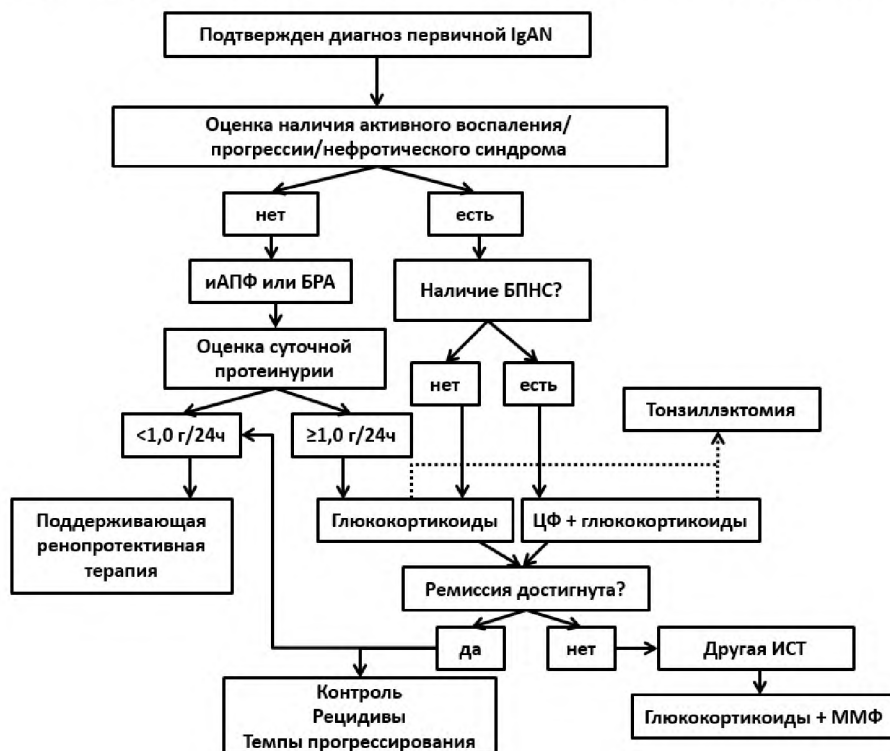 Подтвержден диагноз первичной IgAN
Оценка наличия активного воспаления/
прогрессии/нефротического синдрома
нет
есть
иАПФ или БРА
Наличие БПНС?
Оценка суточной
протеинурии
нет
есть
Тонзиллэктомия
<1,0 г/24ч
≥1,0 г/24ч
Поддерживающая
ренопротективная
терапия
Глюкокортикоиды
ЦФ + глюкокортикоиды
Ремиссия достигнута?
да
нет
Другая ИСТ
Контроль
Рецидивы
Темпы прогрессирования
Глюкокортикоиды + ММФ